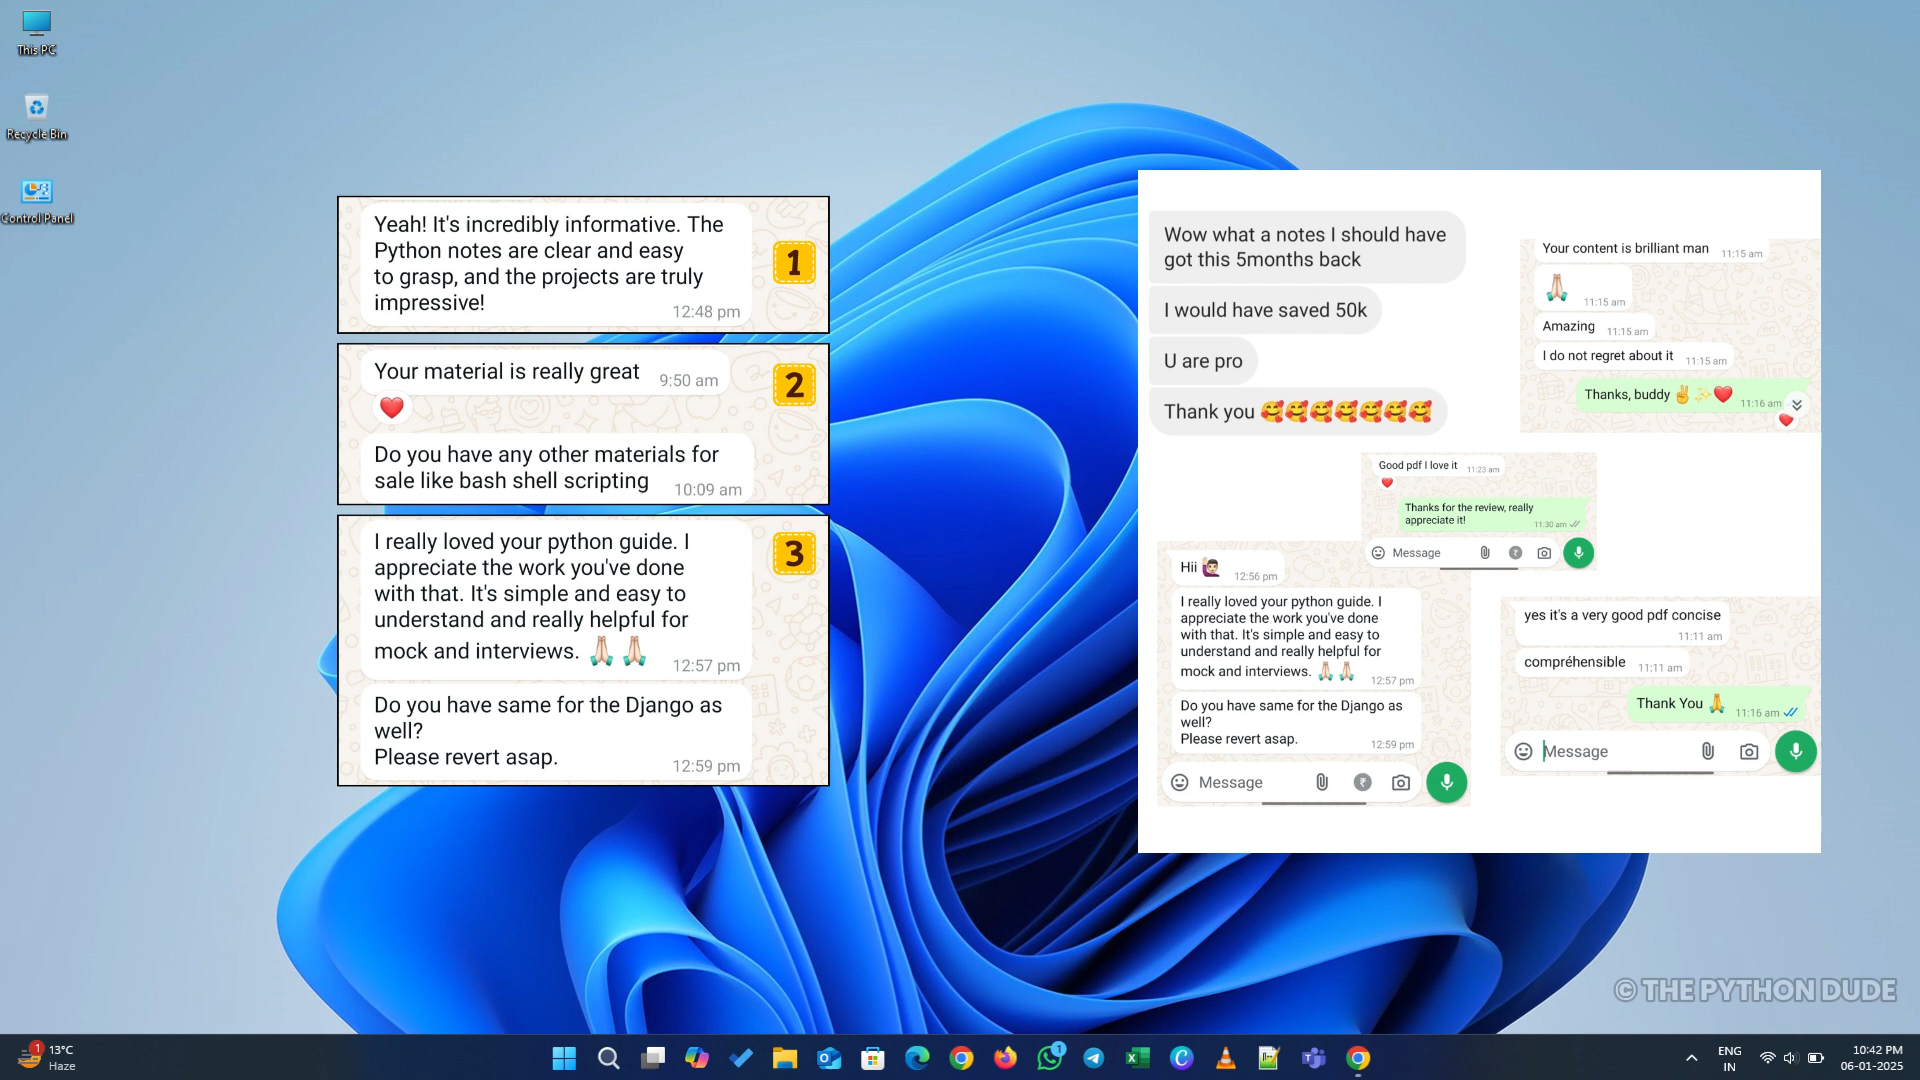 This PC
Recycle Bin
Control Panel
Yeah! It's incredibly informative. The
Python notes are clear and easy
to grasp, and the projects are truly
impressive!
12:48 pm
1
Your material is really great
9:50 am
❤️
2
Do you have any other materials for
sale like bash shell scripting
10:09 am
I really loved your python guide. I
appreciate the work you've done
with that. It's simple and easy to
understand and really helpful for
mock and interviews. 🙏🏻 🙏🏻
12:57 pm
3
Do you have same for the Django as
well?
Please revert asap.
12:59 pm
Wow what a notes I should have
got this 5months back
I would have saved 50k
U are pro
Thank you 🥰🥰🥰🥰🥰🥰🥰
Your content is brilliant man 11:15 am
🙏🏻 11:15 am
Amazing 11:15 am
I do not regret about it 11:15 am
Thanks, buddy ✌️✨❤️ 11:16 am
❤️
Good pdf I love it 11:23 am
❤️
Thanks for the review, really
appreciate it!
11:30 am
Message
Hii 🙋🏻‍♂️ 12:56 pm
I really loved your python guide. I
appreciate the work you've done
with that. It's simple and easy to
understand and really helpful for
mock and interviews. 🙏🏻 🙏🏻
12:57 pm
Do you have same for the Django as
well?
Please revert asap.
12:59 pm
Message
yes it's a very good pdf concise
11:11 am
compréhensible 11:11 am
Thank You 🙏 11:16 am
Message
© THE PYTHON DUDE
1
13°C
Haze
1
ENG
IN
10:42 PM
06-01-2025